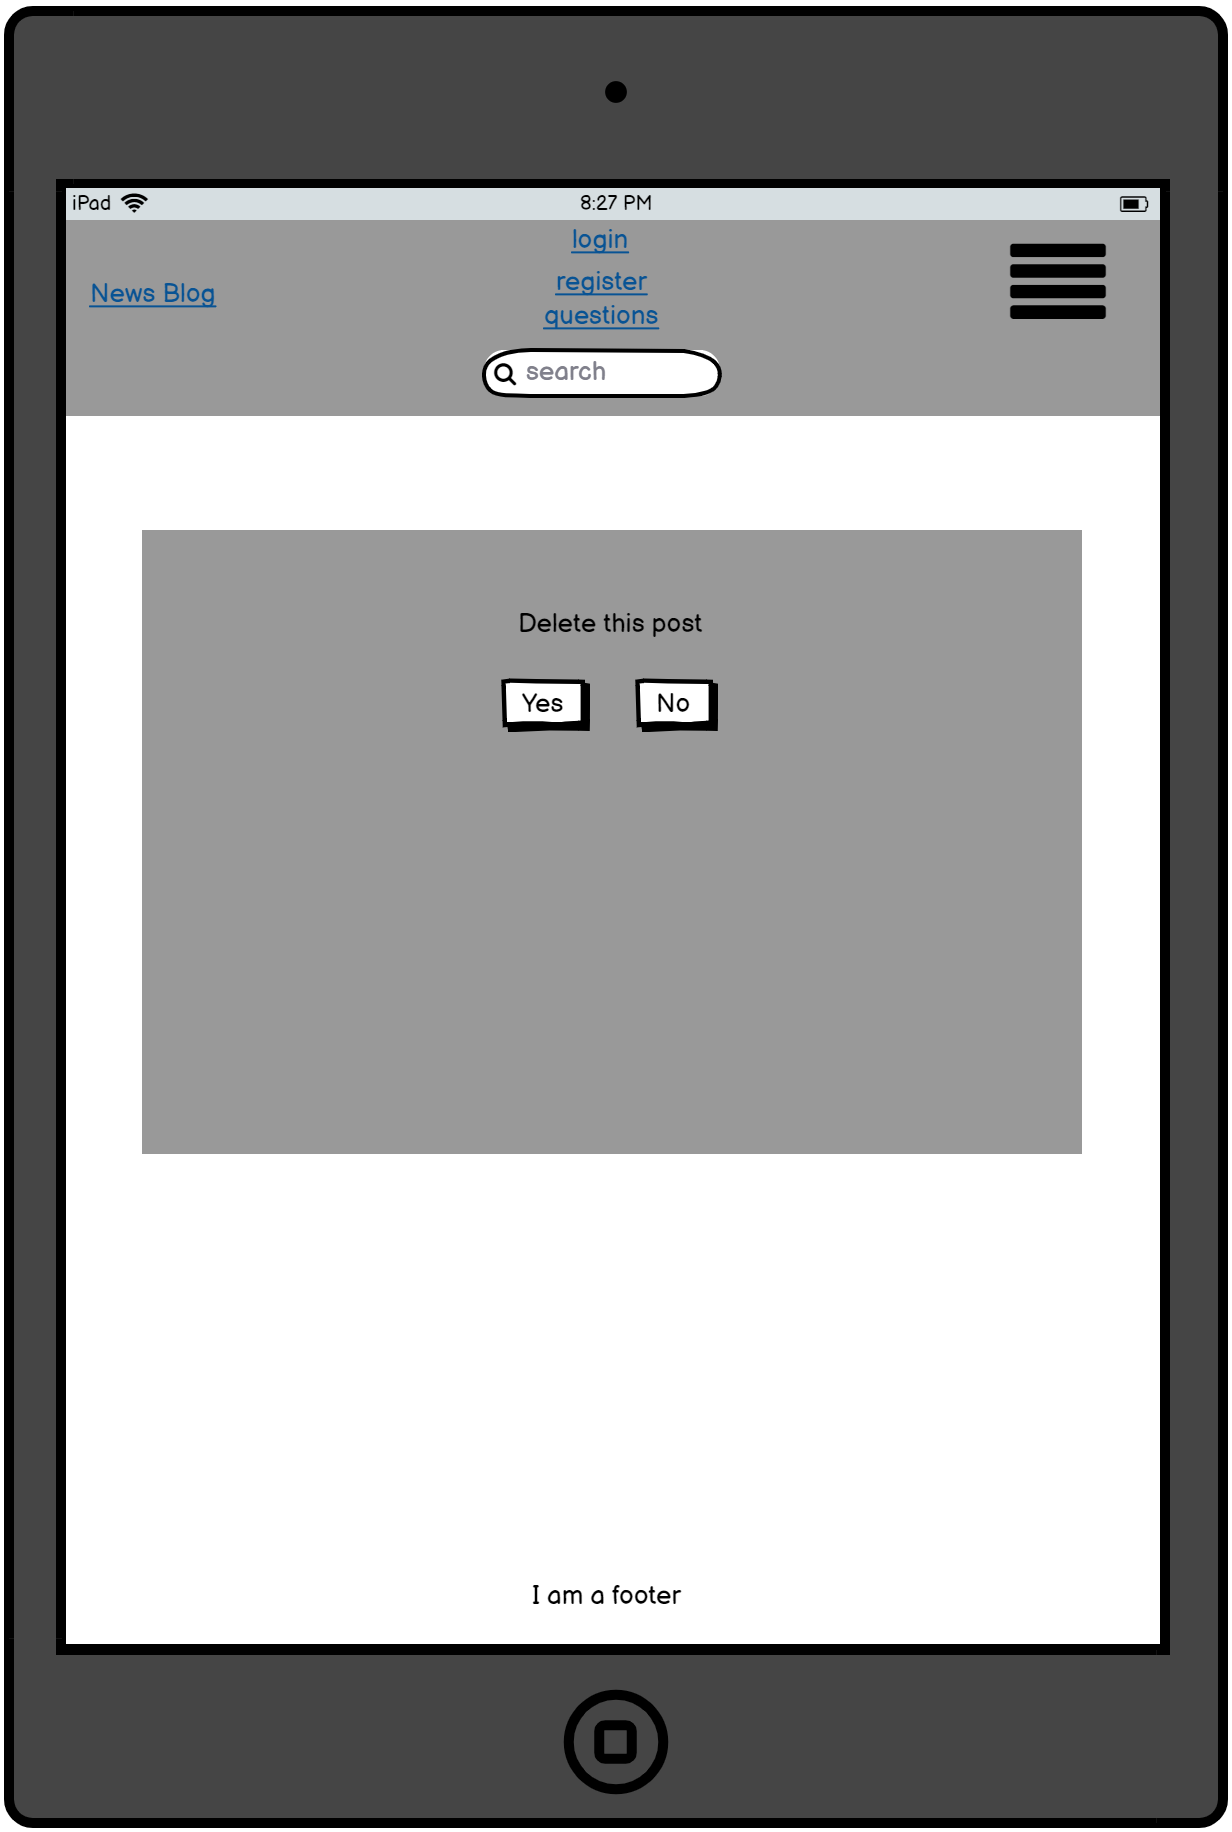 iPad 8:27 PM
login
News Blog
register
questions
search
Delete this post
Yes No
I am a footer